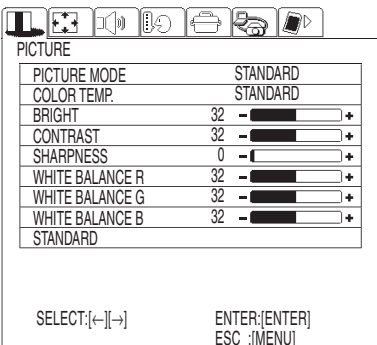 PICTURE
PICTURE MODE STANDARD
COLOR TEMP. STANDARD
BRIGHT 32 - +
CONTRAST 32 - +
SHARPNESS 0 - +
WHITE BALANCE R 32 - +
WHITE BALANCE G 32 - +
WHITE BALANCE B 32 - +
STANDARD
SELECT:[←][→] ENTER:[ENTER]
ESC :[MENU]